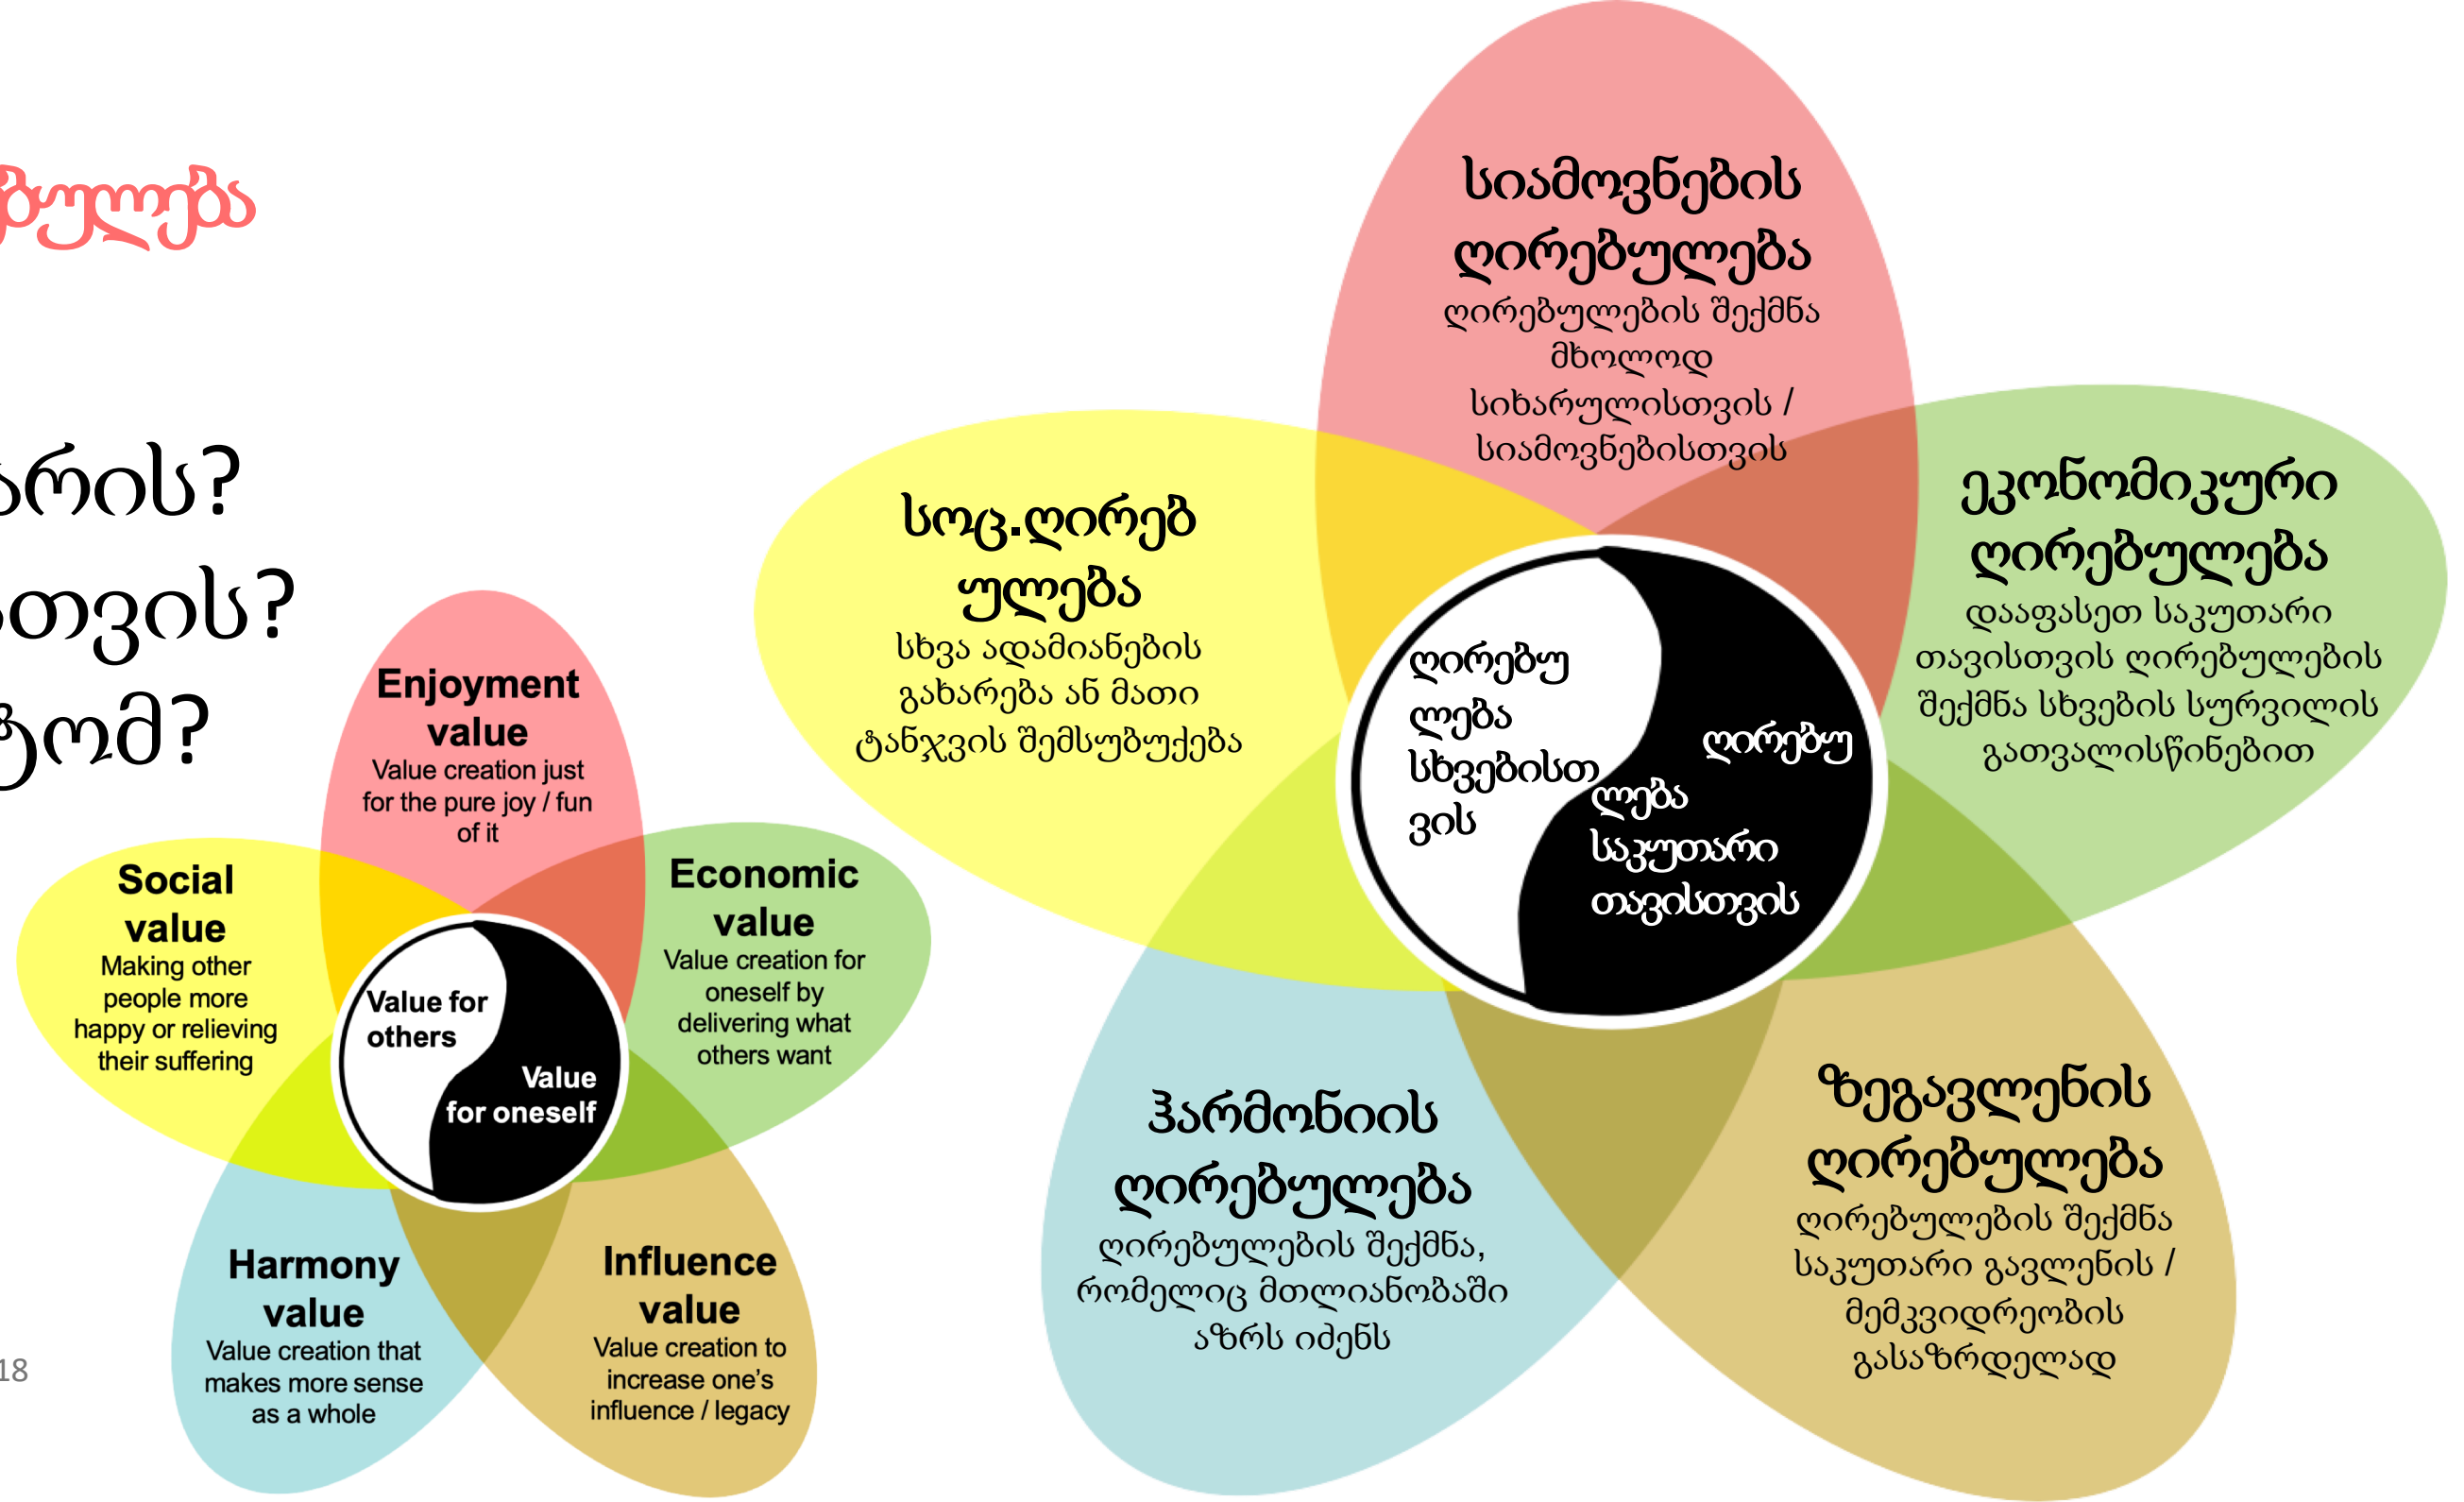 სიამოვნების
ღირებულება
ღირებულების შექმნა
მხოლოდ
სიხარულისთვის /
სიამოვნებისთვის
სოც.ღირებ
ულება
სხვა ადამიანების
გახარება ან მათი
ტანჯვის შემსუბუქება
ეკონომიკური
ღირებულება
დააფასეთ საკუთარი
თავისთვის ღირებულების
შექმნა სხვების სურვილის
გათვალისწინებით
ღირებუ
ლება
სხვებისთ
ვის
ღირებუ
ლება
საკუთარი
თავისთვის
ჰარმონიის
ღირებულება
ღირებულების შექმნა,
რომელიც მთლიანობაში
აზრს იძენს
ზეგავლენის
ღირებულება
ღირებულების შექმნა
საკუთარი გავლენის /
მემკვიდრეობის
გასაზრდელად
Enjoyment
value
Value creation just
for the pure joy / fun
of it
Social
value
Making other
people more
happy or relieving
their suffering
Economic
value
Value creation for
oneself by
delivering what
others want
Value for
others
Value
for oneself
Harmony
value
Value creation that
makes more sense
as a whole
Influence
value
Value creation to
increase one's
influence / legacy
18